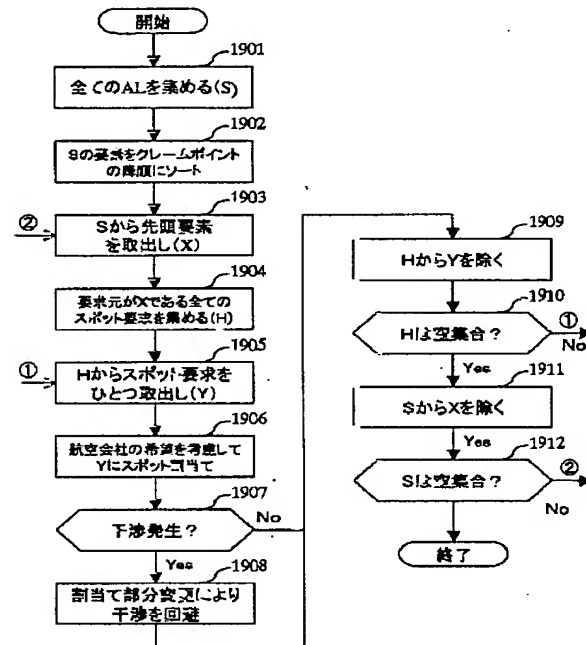 開始
1901
全てのALを集める(S)
1902
Sの要素をクレームポイント
の降順にソート
1903
②
Sから先頭要素
を取出し(X)
1904
要求元がXである全ての
スポット要求を集める(H)
1905
①
Hからスポット要求を
ひとつ取出し(Y)
1906
航空会社の希望を考慮して
Yにスポット割当て
1907
干渉発生?
No
Yes
1908
割当て部分変更により
干渉を回避
1909
HからYを除く
1910
Hは空集合?
①
No
Yes
1911
SからXを除く
Yes
1912
Sは空集合?
②
No
終了